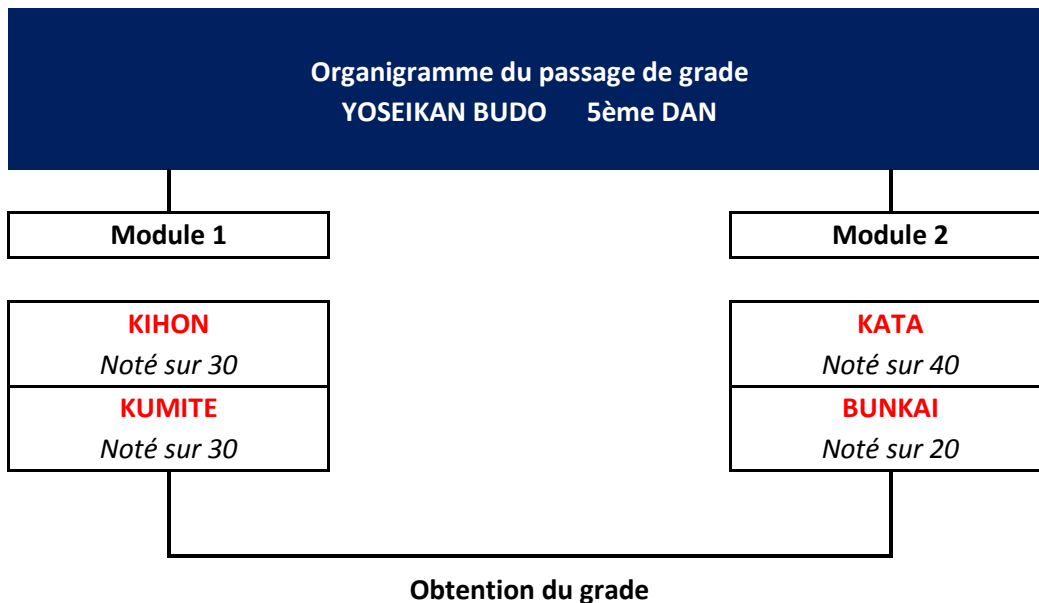 Organigramme du passage de grade
YOSEIKAN BUDO 5ème DAN
Module 1
Module 2
KIHON
Noté sur 30
KUMITE
Noté sur 30
KATA
Noté sur 40
BUNKAI
Noté sur 20
Obtention du grade